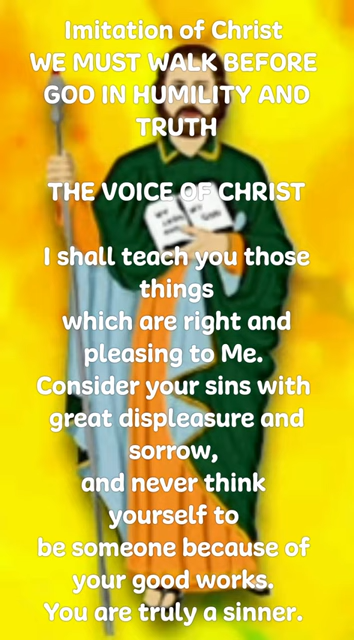 Imitation of Christ
WE MUST WALK BEFORE
GOD IN HUMILITY AND
TRUTH
THE VOICE OF CHRIST
I shall teach you those
things
which are right and
pleasing to Me.
Consider your sins with
great displeasure and
sorrow,
and never think
yourself to
be someone because of
your good works.
You are truly a sinner.